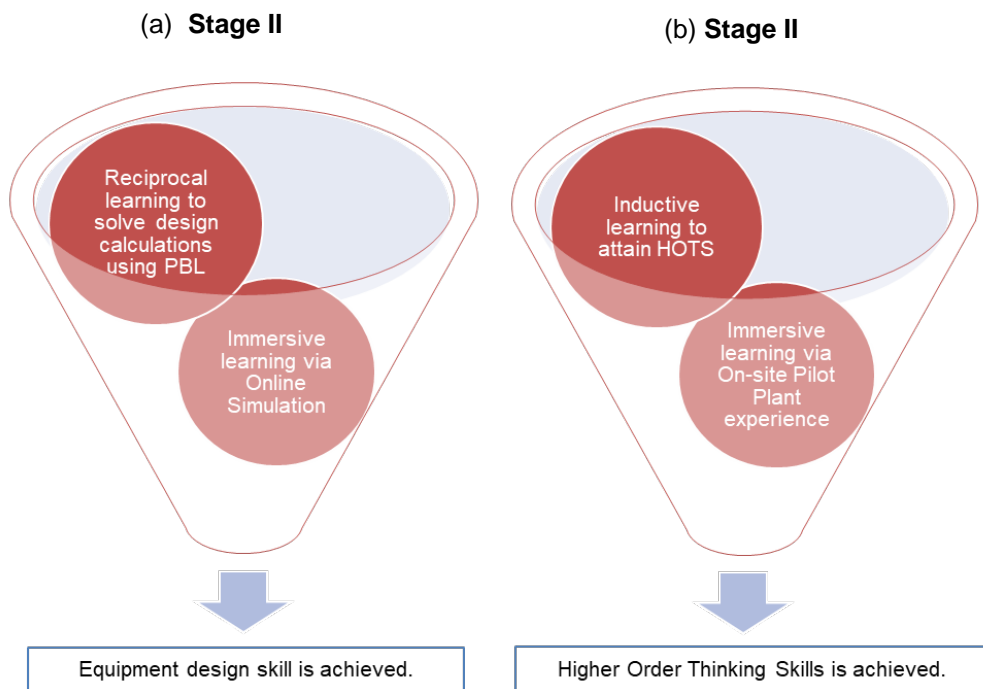 (a) Stage II
Reciprocal
learning to
solve design
calculations
using PBL
Immersive
learning via
Online
Simulation
Equipment design skill is achieved.
(b) Stage II
Inductive
learning to
attain HOTS
Immersive
learning via
On-site Pilot
Plant
experience
Higher Order Thinking Skills is achieved.